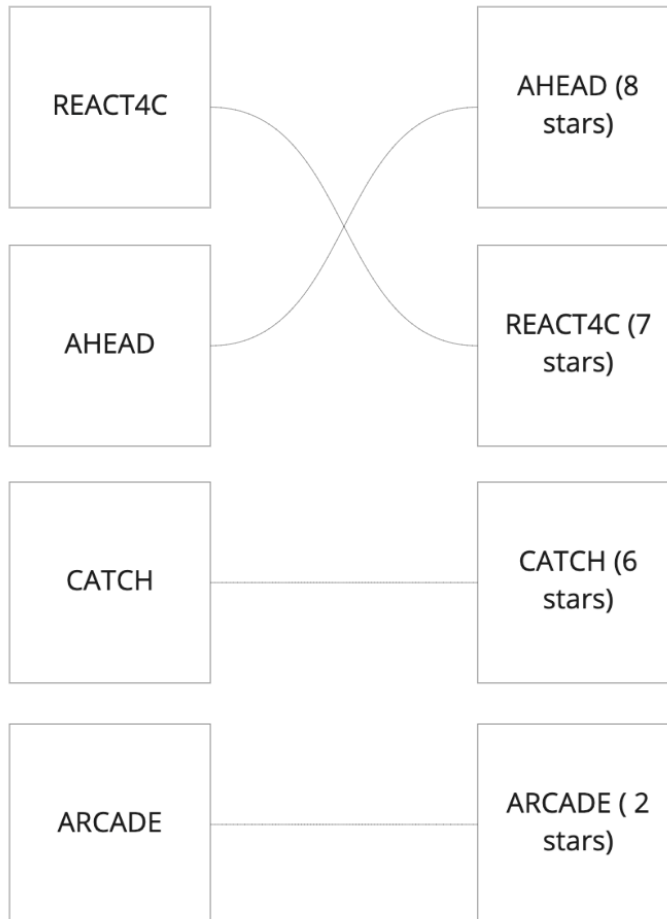 REACT4C
AHEAD (8
stars)
AHEAD
REACT4C (7
stars)
CATCH
CATCH (6
stars)
ARCADE
ARCADE ( 2
stars)